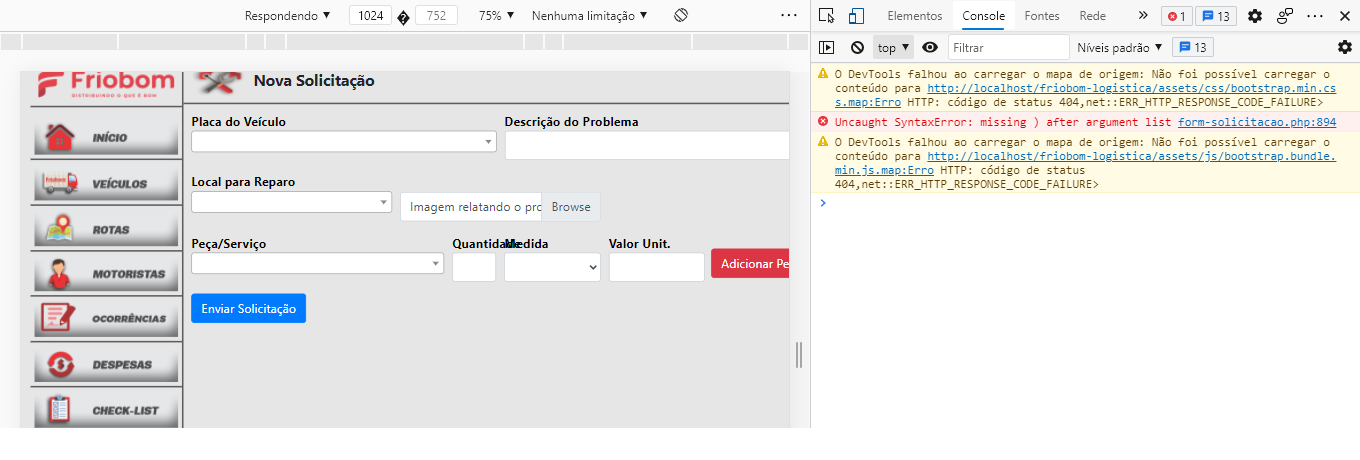 Respondendo ▼ 1024 752 75% ▼ Nenhuma limitação ▼
Elementos Console Fontes Rede 1 13
top ▼ Filtrar Níveis padrão ▼ 13
Friobom
DISTRIBUINDO O QUE É BOM
Nova Solicitação
INÍCIO
VEÍCULOS
ROTAS
MOTORISTAS
OCORRÊNCIAS
DESPESAS
CHECK-LIST
Placa do Veículo
Descrição do Problema
Local para Reparo
Imagem relatando o pro Browse
Peça/Serviço
Quantidade
Medida
Valor Unit.
Adicionar Pe
Enviar Solicitação
O DevTools falhou ao carregar o mapa de origem: Não foi possível carregar o
conteúdo para http://localhost/friobom-logistica/assets/css/bootstrap.min.cs
s.map:Erro HTTP: código de status 404,net::ERR_HTTP_RESPONSE_CODE_FAILURE>
Uncaught SyntaxError: missing ) after argument list form-solicitacao.php:894
O DevTools falhou ao carregar o mapa de origem: Não foi possível carregar o
conteúdo para http://localhost/friobom-logistica/assets/js/bootstrap.bundle.
min.js.map:Erro HTTP: código de status
404,net::ERR_HTTP_RESPONSE_CODE_FAILURE>